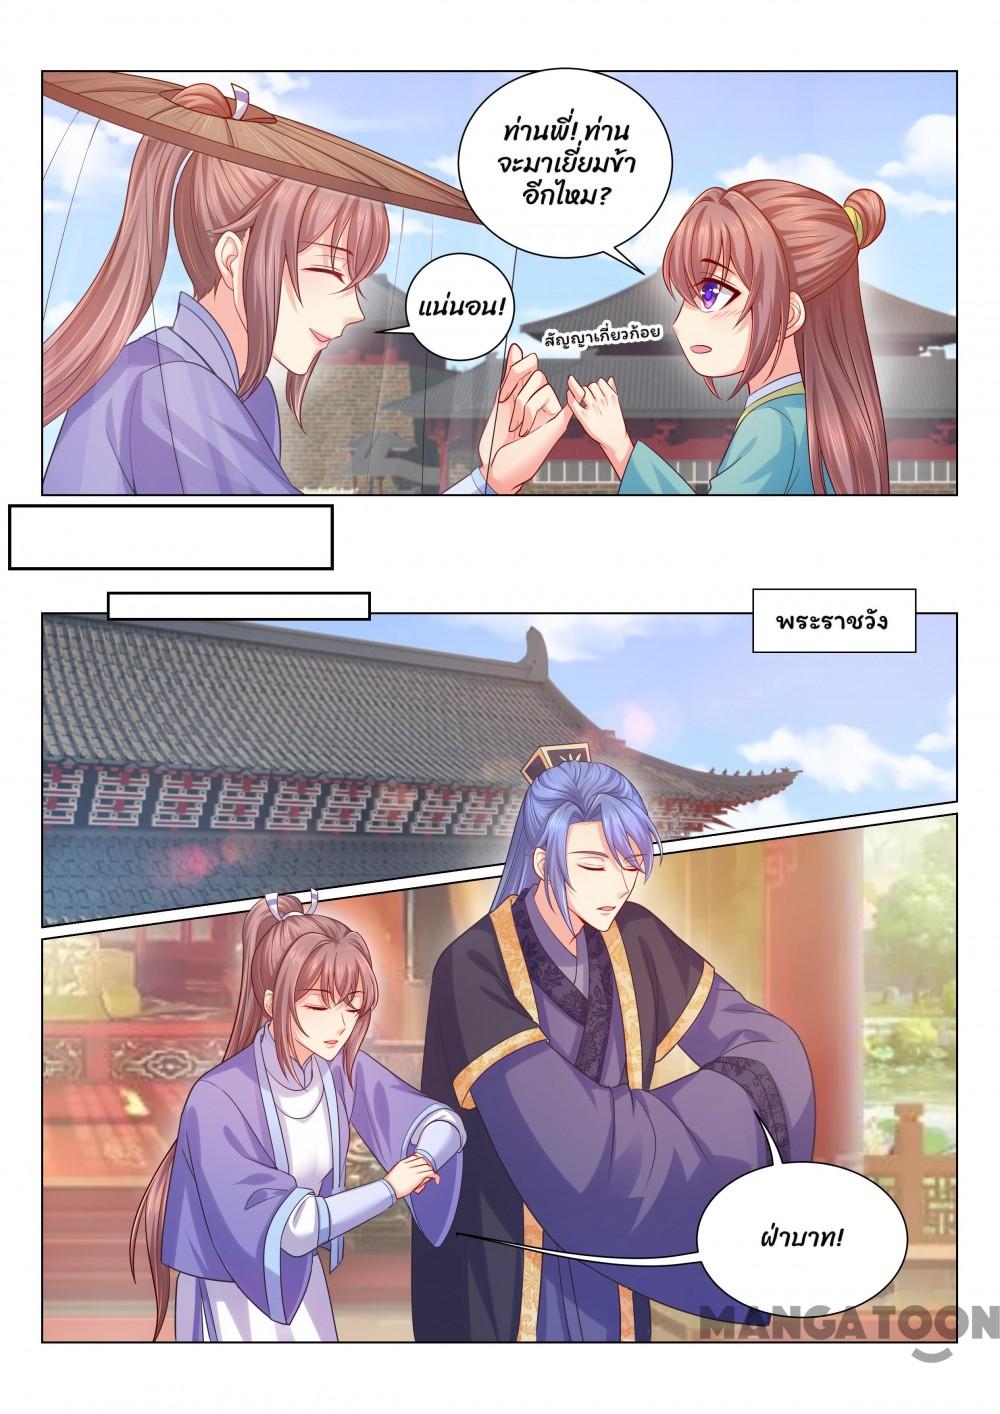 ท่านพี่! ท่าน
จะมาเยี่ยมข้า
อีกไหม?
แน่นอน!
สัญญาเกี่ยวก้อย
พระราชวัง
ฝ่าบาท!
MANGATOON